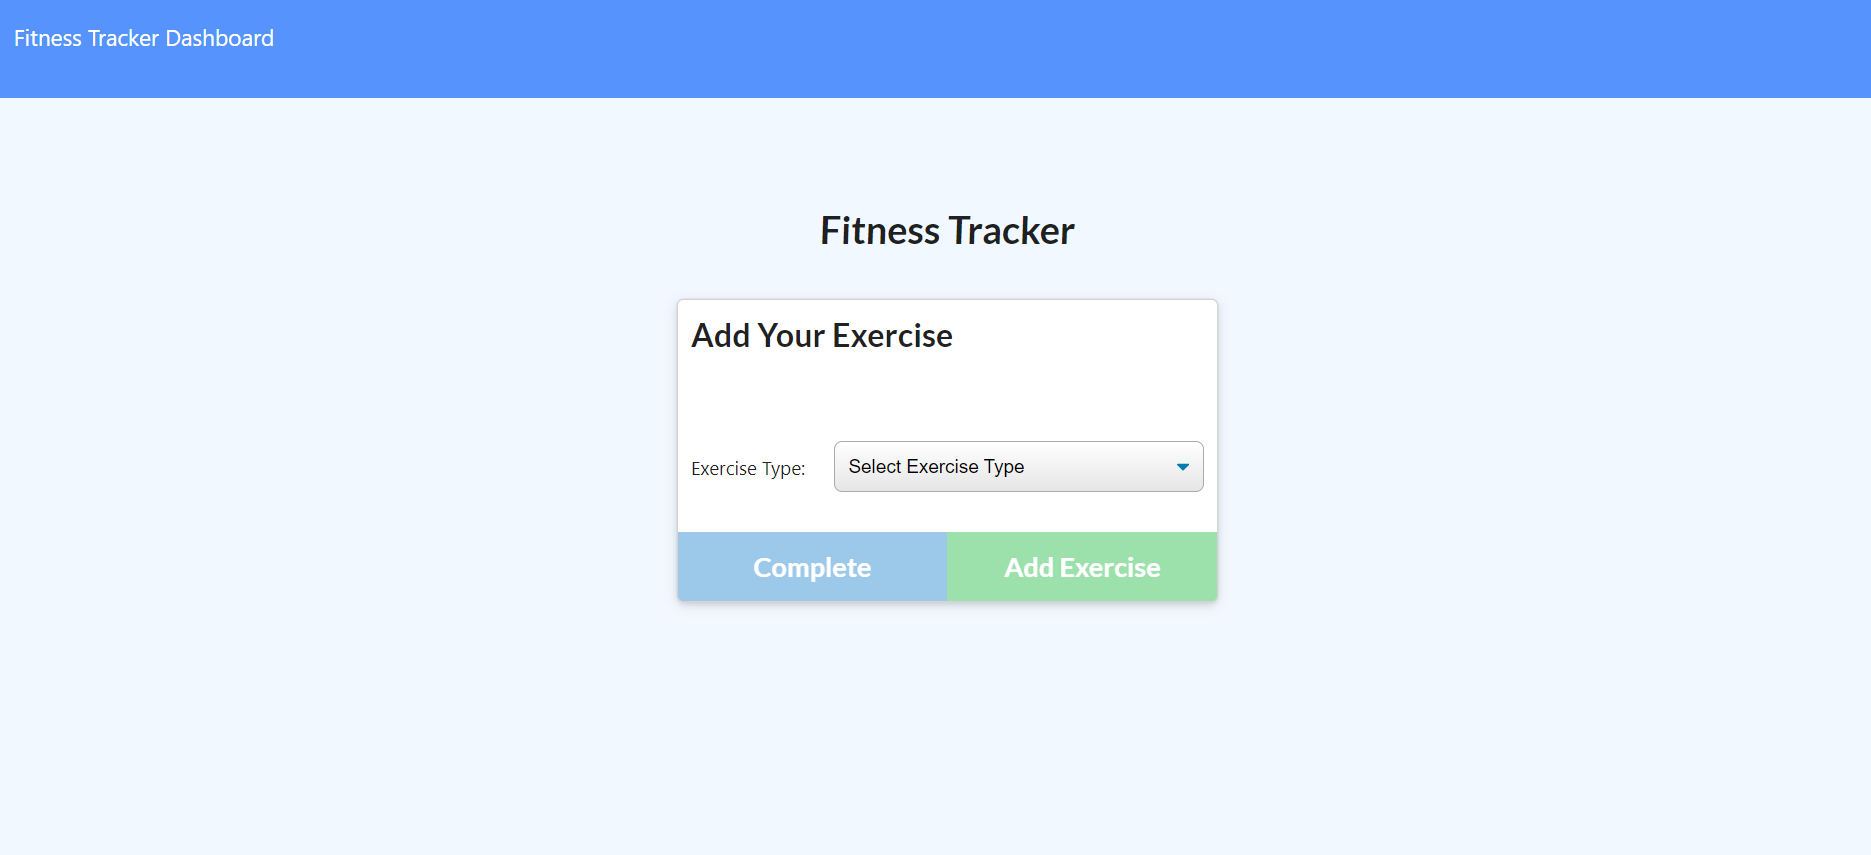 Fitness Tracker Dashboard
Fitness Tracker
Add Your Exercise
Exercise Type: Select Exercise Type
Complete Add Exercise